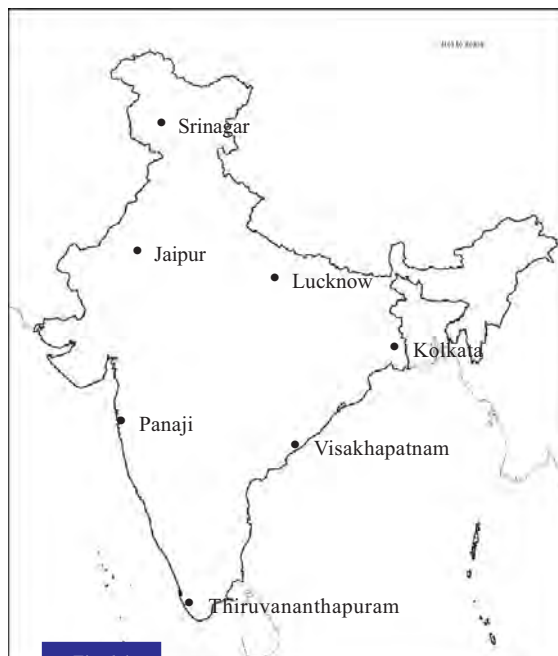 Srinagar
Jaipur
Lucknow
Kolkata
Panaji
Visakhapatnam
Thiruvananthapuram